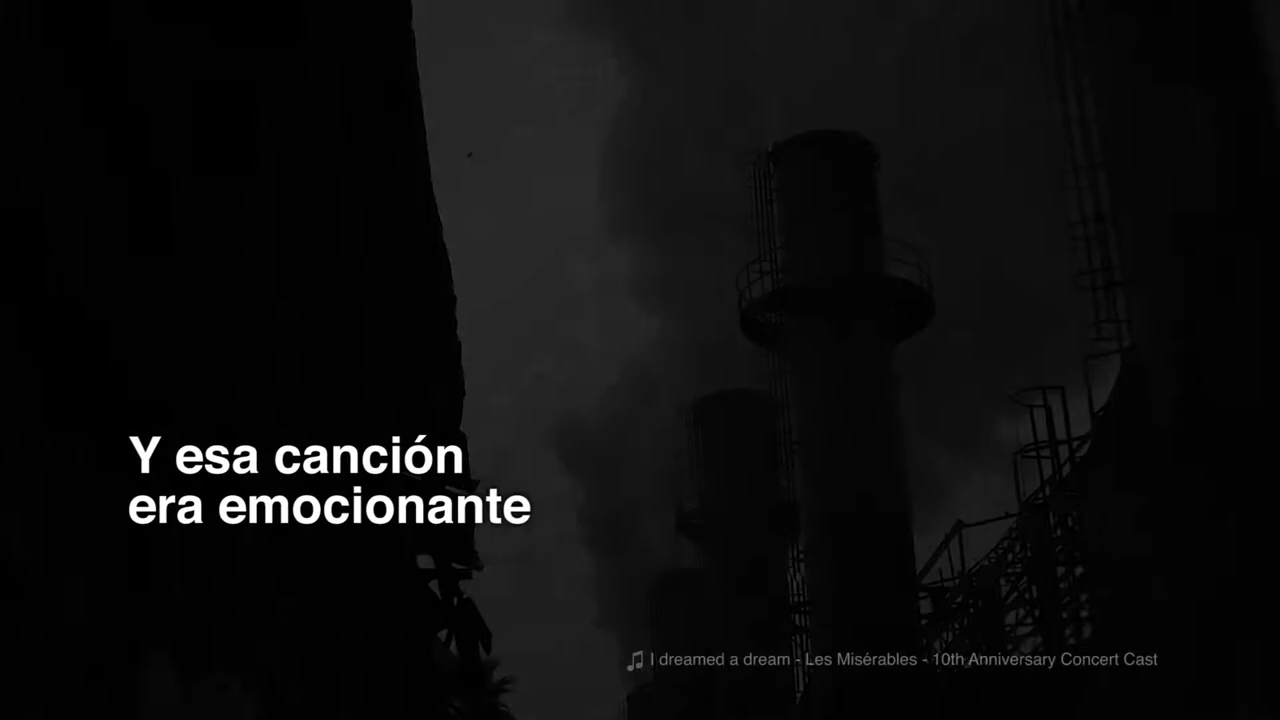 Y esa canción
era emocionante
I dreamed a dream - Les Misérables - 10th Anniversary Concert Cast